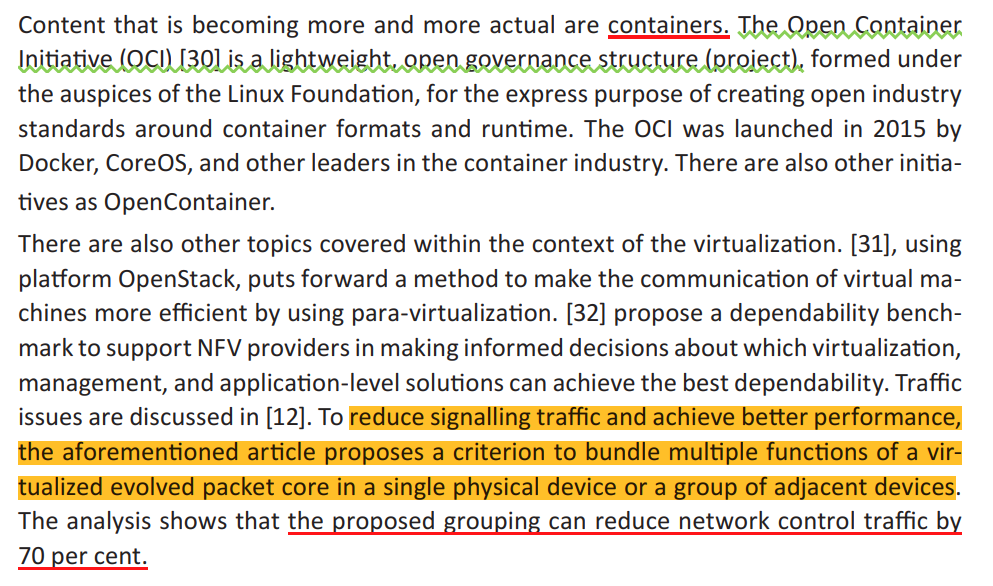 Content that is becoming more and more actual are containers. The Open Container
Initiative (OCI) [30] is a lightweight, open governance structure (project), formed under
the auspices of the Linux Foundation, for the express purpose of creating open industry
standards around container formats and runtime. The OCI was launched in 2015 by
Docker, CoreOS, and other leaders in the container industry. There are also other initia-
tives as OpenContainer.
There are also other topics covered within the context of the virtualization. [31], using
platform OpenStack, puts forward a method to make the communication of virtual ma-
chines more efficient by using para-virtualization. [32] propose a dependability bench-
mark to support NFV providers in making informed decisions about which virtualization,
management, and application-level solutions can achieve the best dependability. Traffic
issues are discussed in [12]. To reduce signalling traffic and achieve better performance,
the aforementioned article proposes a criterion to bundle multiple functions of a vir-
tualized evolved packet core in a single physical device or a group of adjacent devices.
The analysis shows that the proposed grouping can reduce network control traffic by
70 per cent.